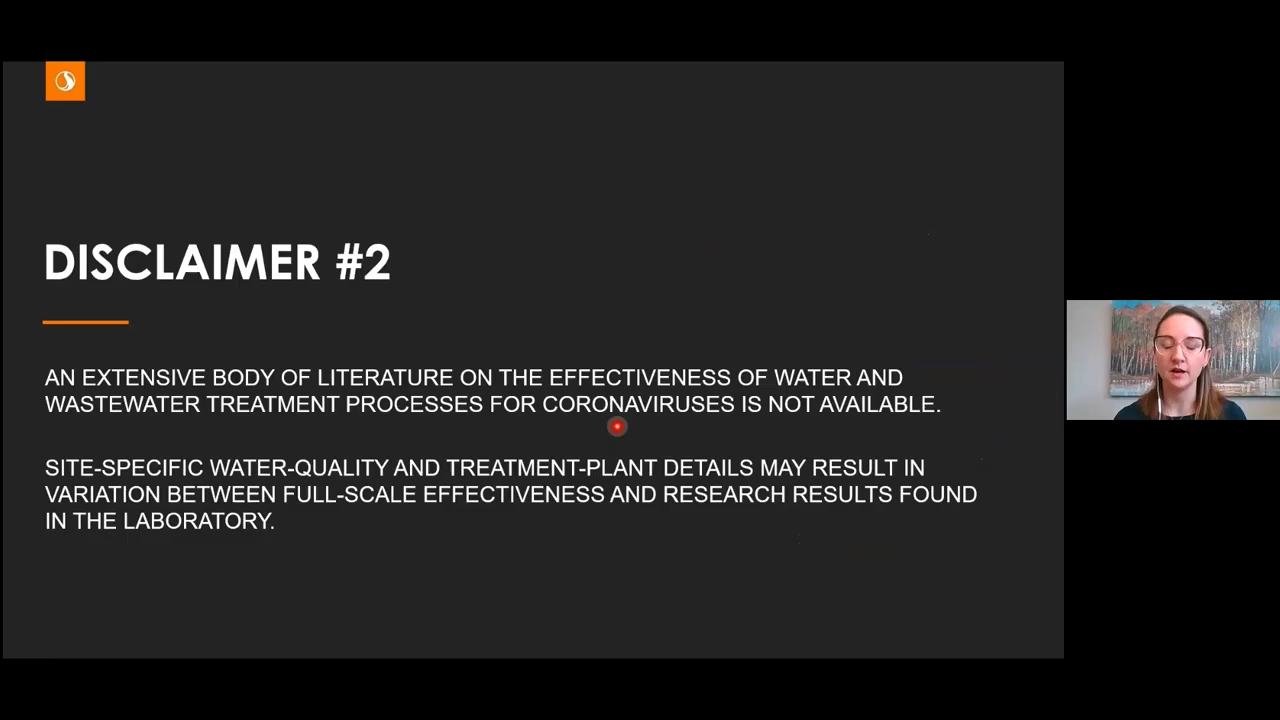 DISCLAIMER #2
AN EXTENSIVE BODY OF LITERATURE ON THE EFFECTIVENESS OF WATER AND
WASTEWATER TREATMENT PROCESSES FOR CORONAVIRUSES IS NOT AVAILABLE.
SITE-SPECIFIC WATER-QUALITY AND TREATMENT-PLANT DETAILS MAY RESULT IN
VARIATION BETWEEN FULL-SCALE EFFECTIVENESS AND RESEARCH RESULTS FOUND
IN THE LABORATORY.